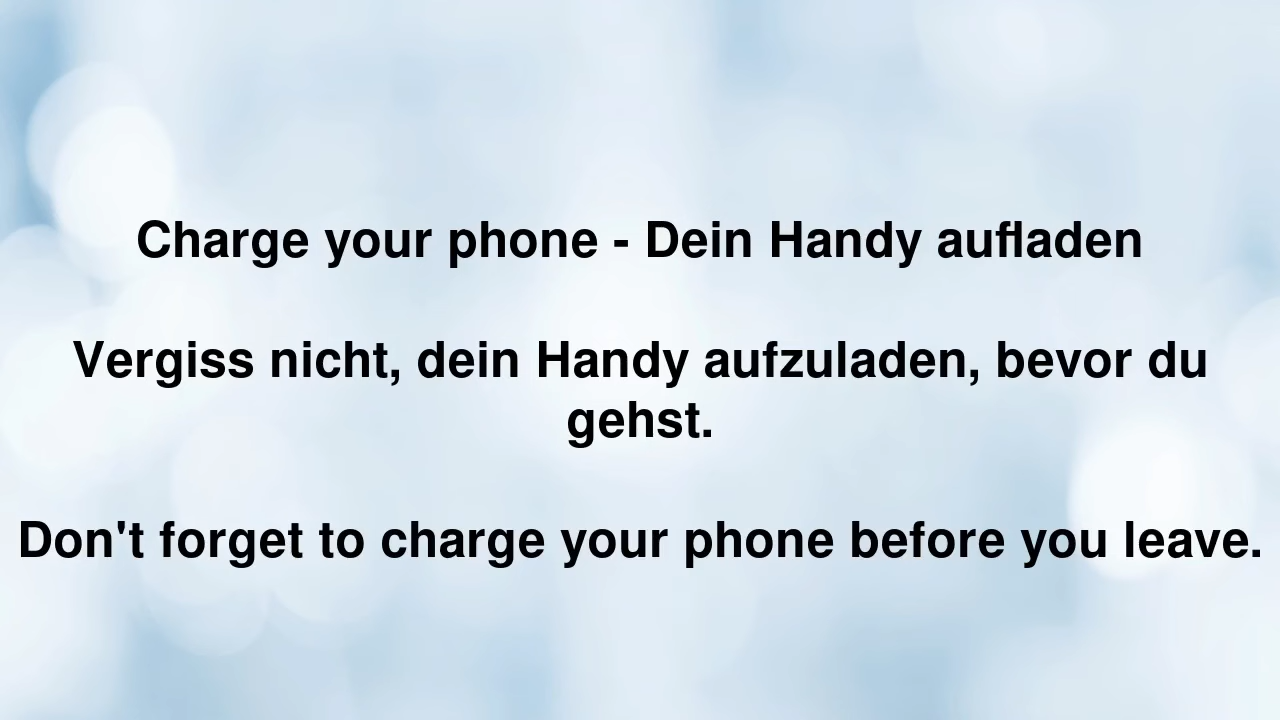 Charge your phone - Dein Handy aufladen
Vergiss nicht, dein Handy aufzuladen, bevor du
gehst.
Don't forget to charge your phone before you leave.